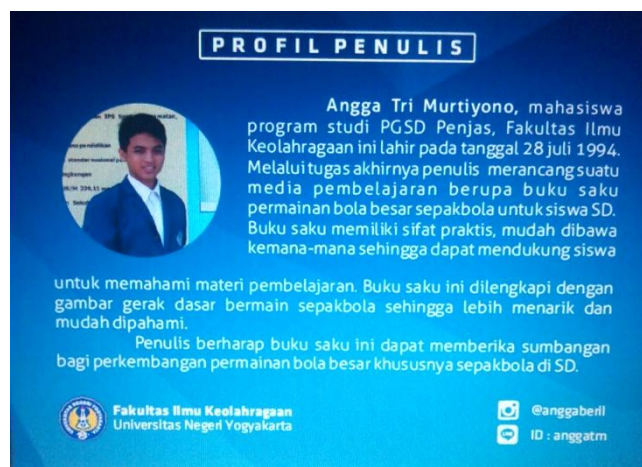 PROFIL PENULIS
Angga Tri Murtiyono, mahasiswa
program studi PGSD Penjas, Fakultas Ilmu
Keolahragaan ini lahir pada tanggal 28 juli 1994.
Melalui tugas akhirnya penulis merancang suatu
media pembelajaran berupa buku saku
permainan bola besar sepakbola untuk siswa SD.
Buku saku memiliki sifat praktis, mudah dibawa
kemana-mana sehingga dapat mendukung siswa
untuk memahami materi pembelajaran. Buku saku ini dilengkapi dengan
gambar gerak dasar bermain sepakbola sehingga lebih menarik dan
mudah dipahami.
Penulis berharap buku saku ini dapat memberika sumbangan
bagi perkembangan permainan bola besar khususnya sepakbola di SD.
Fakultas Ilmu Keolahragaan
Universitas Negeri Yogyakarta
@anggaberil
ID : anggatm